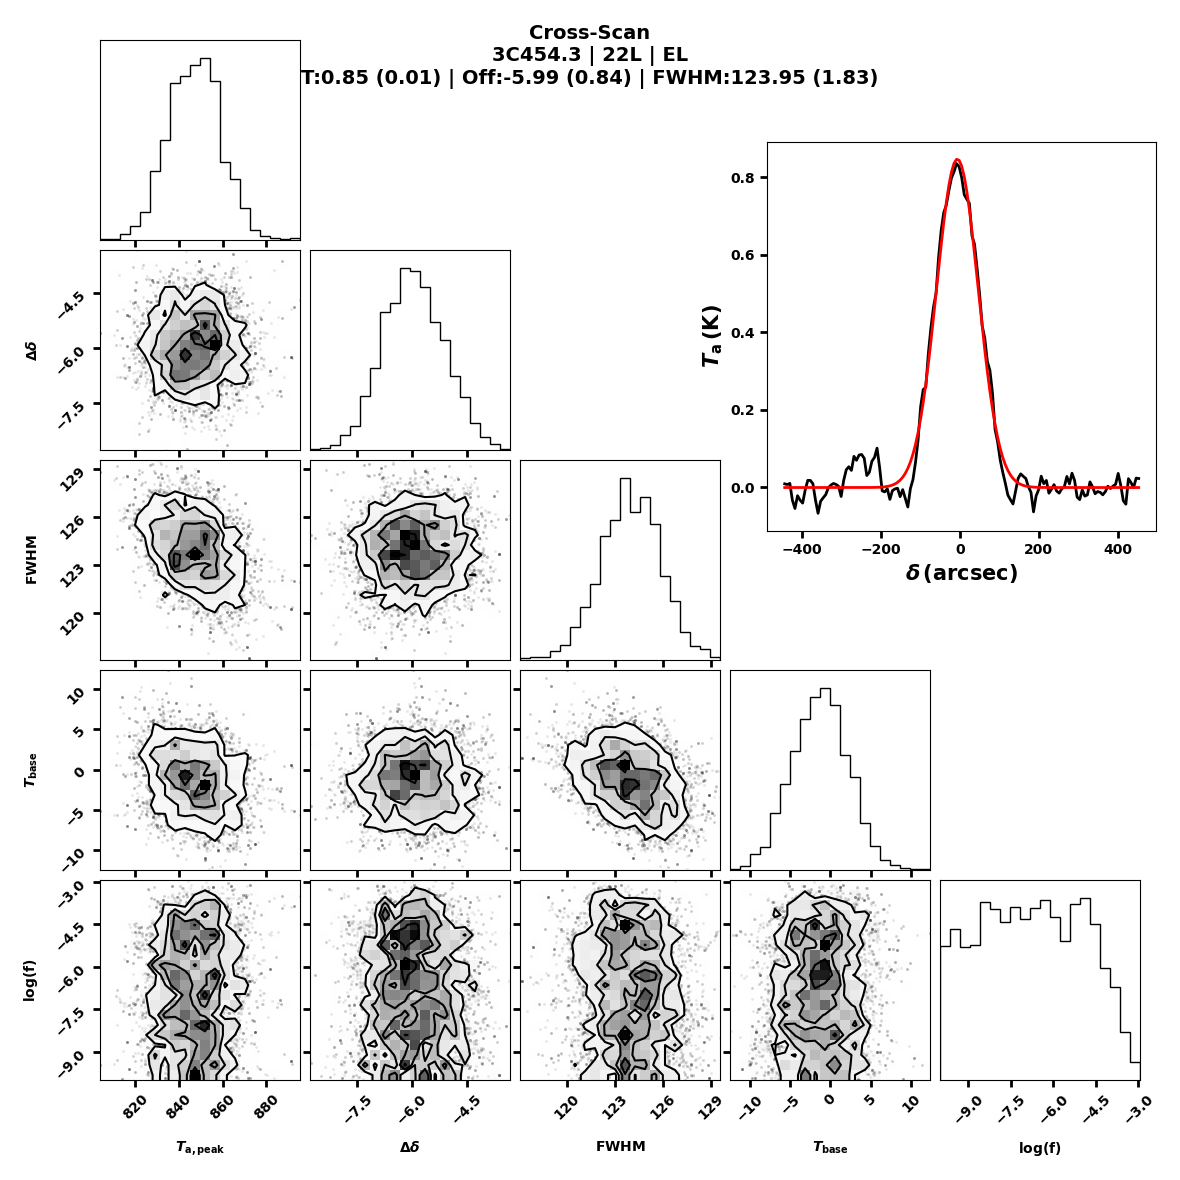 Cross-Scan
3C454.3 | 22L | EL
T:0.85 (0.01) | Off:-5.99 (0.84) | FWHM:123.95 (1.83)
0.8
0.6
0.4
0.2
0.0
Ta (K)
−400 −200 0 200 400
δ (arcsec)
−4.5
−6.0
−7.5
Δδ
129
126
123
120
FWHM
10
5
0
−5
−10
Tbase
−3.0
−4.5
−6.0
−7.5
−9.0
log(f)
820 840 860 880
−7.5 −6.0 −4.5
120 123 126 129
−10 −5 0 5 10
−9.0 −7.5 −6.0 −4.5 −3.0
Ta, peak Δδ FWHM Tbase log(f)